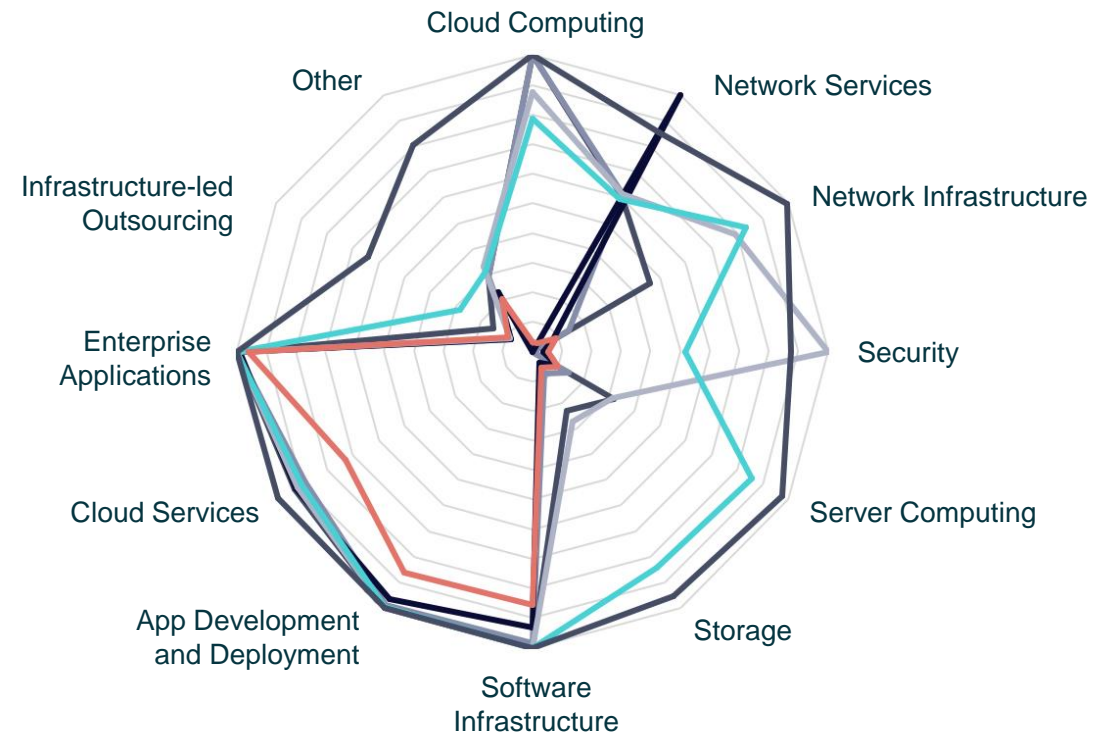 Cloud Computing
Other
Network Services
Infrastructure-led
Outsourcing
Network Infrastructure
Enterprise
Applications
Security
Cloud Services
Server Computing
App Development
and Deployment
Storage
Software
Infrastructure